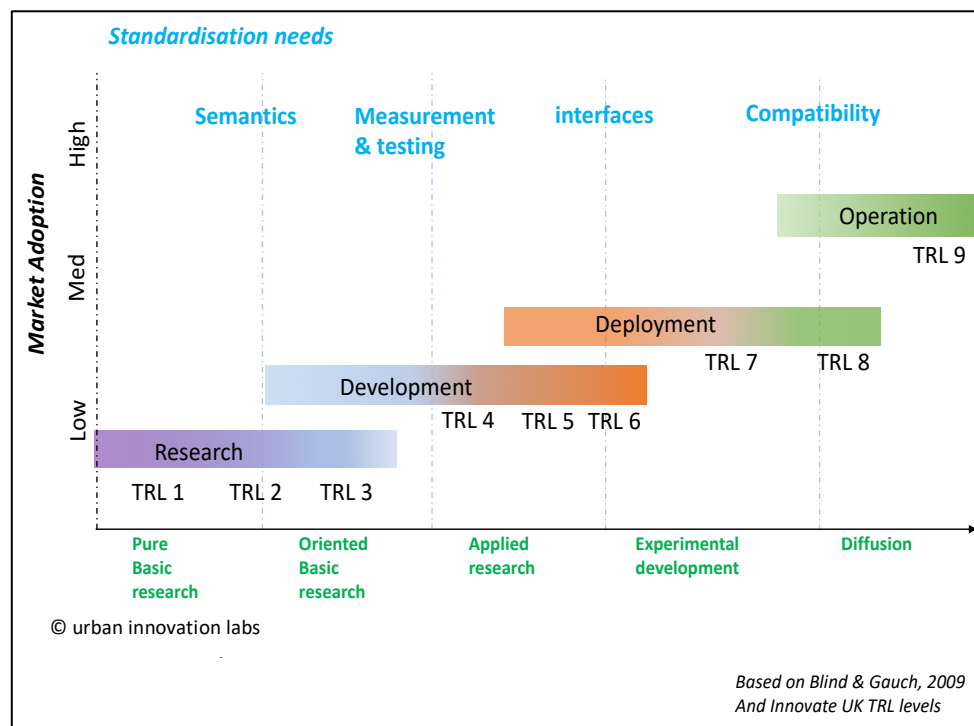 Standardisation needs
Semantics
Measurement
& testing
interfaces
Compatibility
Market Adoption
High
Med
Low
Operation
TRL 9
Deployment
TRL 7
TRL 8
Development
TRL 4
TRL 5
TRL 6
Research
TRL 1
TRL 2
TRL 3
Pure
Basic
research
Oriented
Basic
research
Applied
research
Experimental
development
Diffusion
© urban innovation labs
Based on Blind & Gauch, 2009
And Innovate UK TRL levels